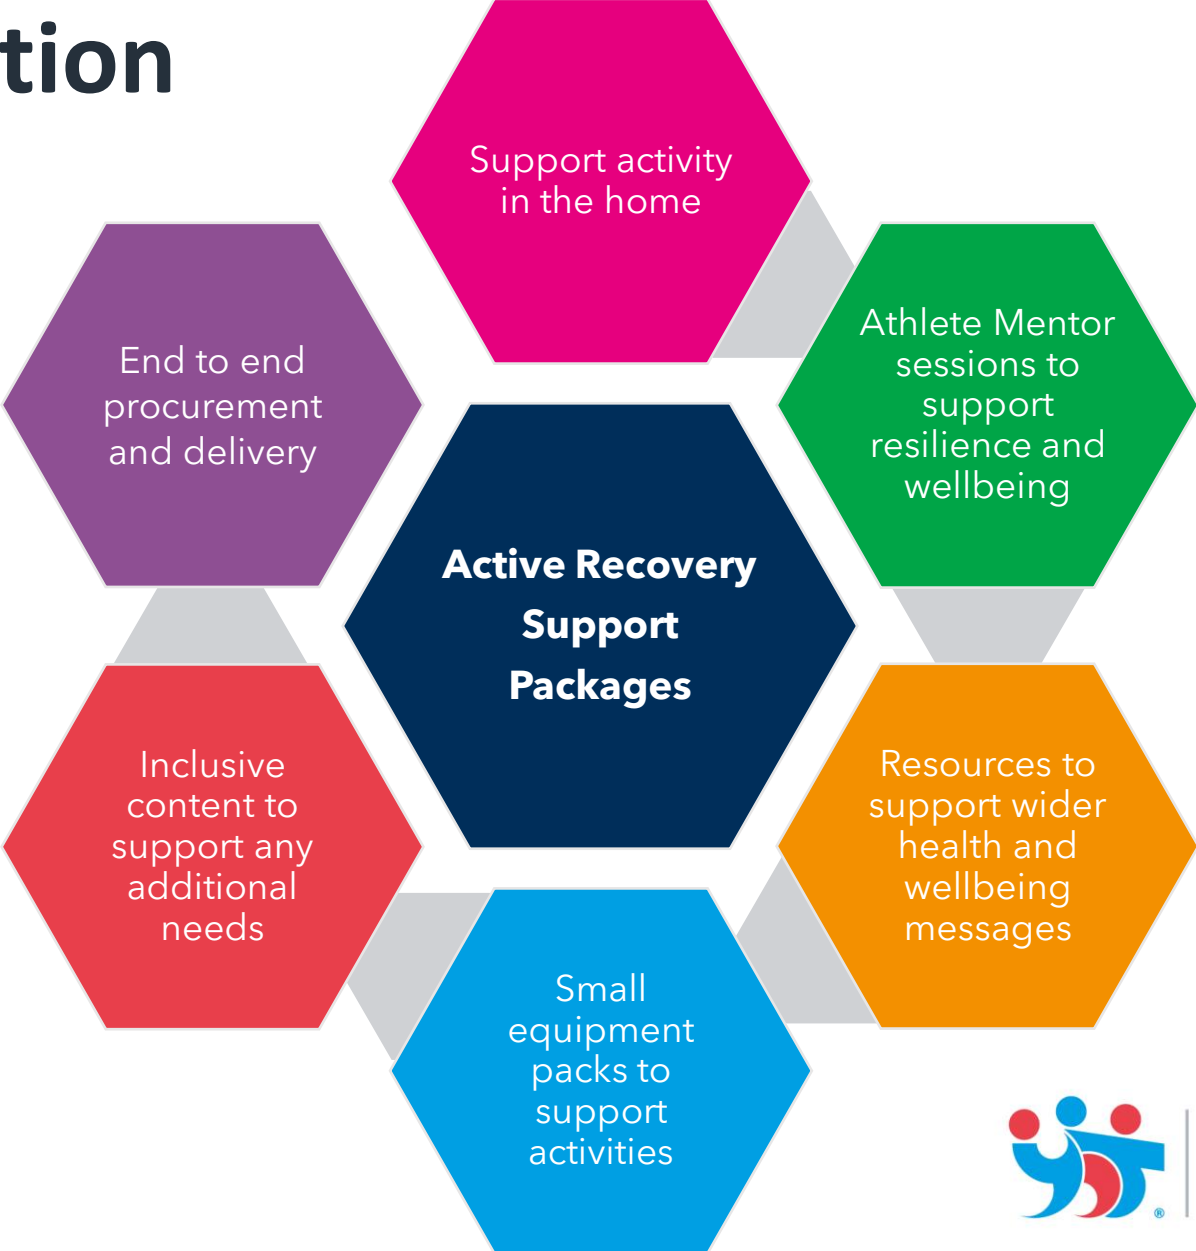 tion
Support activity
in the home
Athlete Mentor
sessions to
support
resilience and
wellbeing
End to end
procurement
and delivery
Active Recovery
Support
Packages
Inclusive
content to
support any
additional
needs
Resources to
support wider
health and
wellbeing
messages
Small
equipment
packs to
support
activities
®